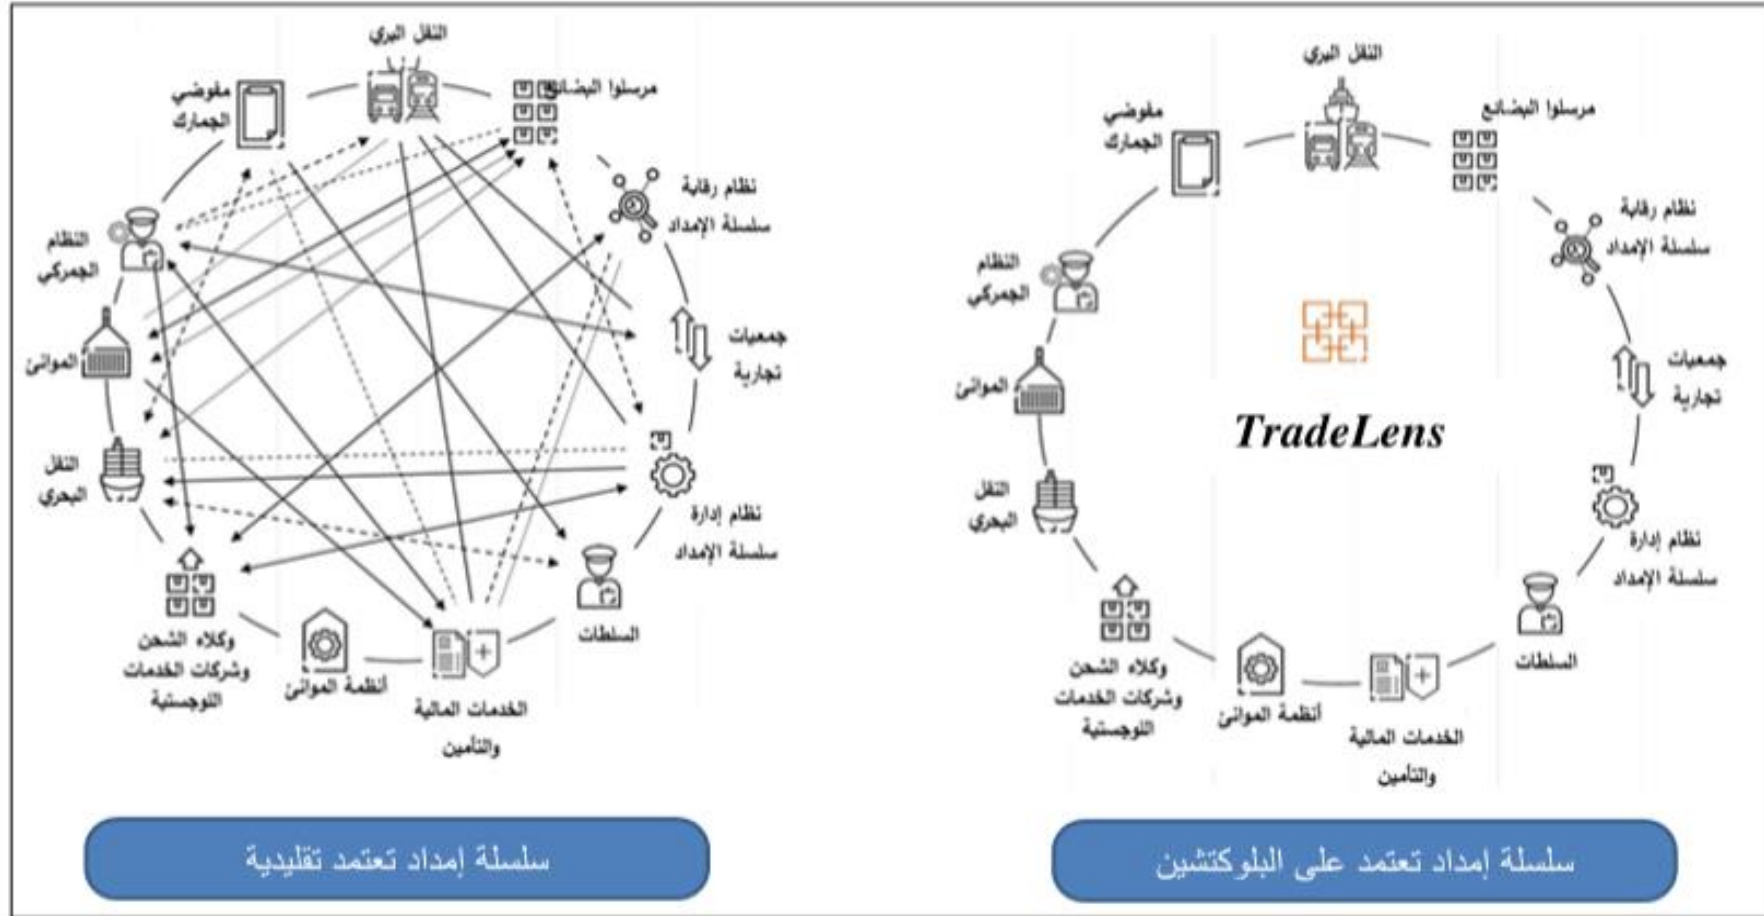 النقل البري
مرسلوا البضائع
مفوضي
الجمارك
نظام رقابة
سلسلة الإمداد
النظام
الجمركي
جمعيات
تجارية
الموانئ
النقل
البحري
نظام إدارة
سلسلة الإمداد
السلطات
وكلاء الشحن
وشركات الخدمات
اللوجستية
أنظمة الموانئ
الخدمات المالية
والتأمين
سلسلة إمداد تعتمد تقليدية
النقل البري
مرسلوا البضائع
مفوضي
الجمارك
نظام رقابة
سلسلة الإمداد
النظام
الجمركي
جمعيات
تجارية
الموانئ
TradeLens
النقل
البحري
نظام إدارة
سلسلة الإمداد
السلطات
وكلاء الشحن
وشركات الخدمات
اللوجستية
أنظمة الموانئ
الخدمات المالية
والتأمين
سلسلة إمداد تعتمد على البلوكتشين